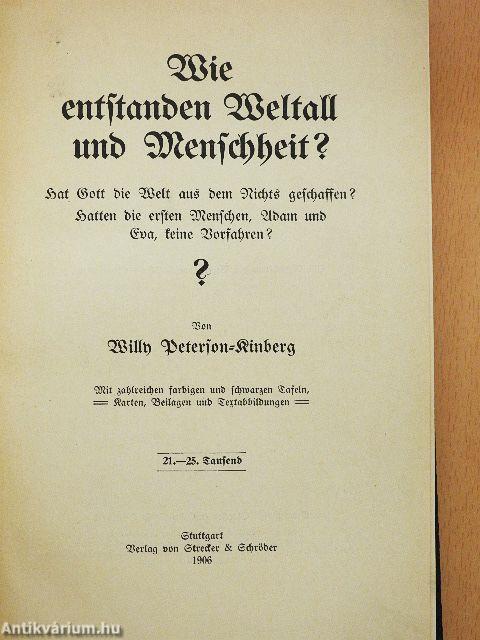 Wie
entstanden Weltall
und Menschheit?
Hat Gott die Welt aus dem Nichts geschaffen?
Hatten die ersten Menschen, Adam und
Eva, keine Vorfahren?
?
Von
Willy Peterson-Kinberg
Mit zahlreichen farbigen und schwarzen Tafeln,
Karten, Beilagen und Textabbildungen
21.—25. Tausend
Stuttgart
Verlag von Strecker & Schröder
1906
Antikvárium.hu